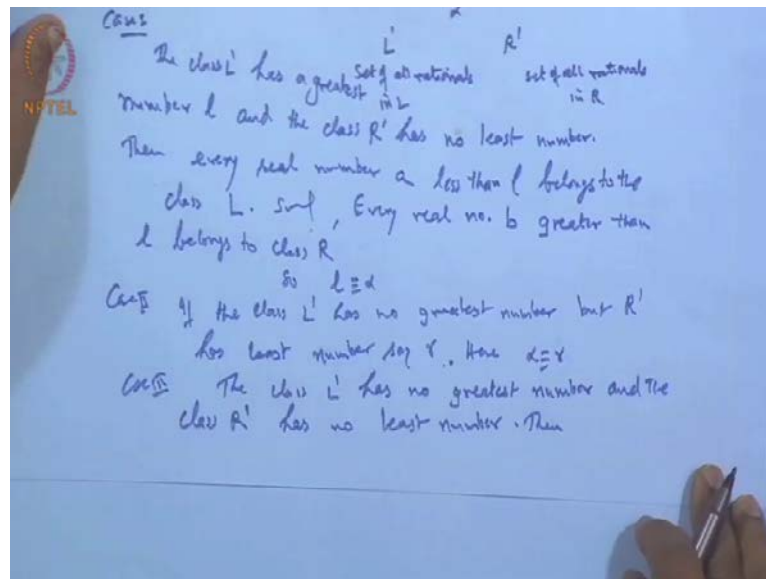 Case I α
L' R'
The class L' has a greatest Set of all rationals in L set of all rationals in R
number l and the class R' has no least number.
Then every real number a less than l belongs to the
class L. , Every real no. b greater than
l belongs to class R
So l ≡ α
Case II If the class L' has no greatest number but R'
has least number say r. Here α ≡ r
Case III The class L' has no greatest number and the
class R' has no least number. Then
NPTEL